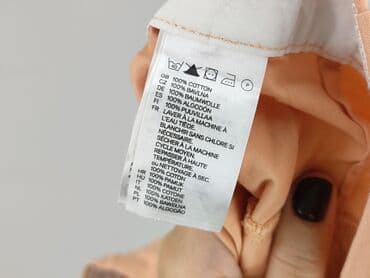 GB 100% COTTON
CZ 100% BAVLNA
DE 100% BAUMWOLLE
ES 100% ALGODÓN
FI 100% PUUVILLAA
FR LAVER À LA MACHINE À
L'EAU TIÈDE.
BLANCHIR SANS CHLORE SI
NÉCESSAIRE.
SÉCHER À LA MACHINE
CYCLE MOYEN.
REPASSER À HAUTE
TEMPÉRATURE
OU NETTOYAGE À SEC.
100% COTON
HR 100% PAMUK
HU 100% PAMUT
IT 100% COTONE
NL 100% KATOEN
PL 100% BAWEŁNA
PT 100% ALGODÃO